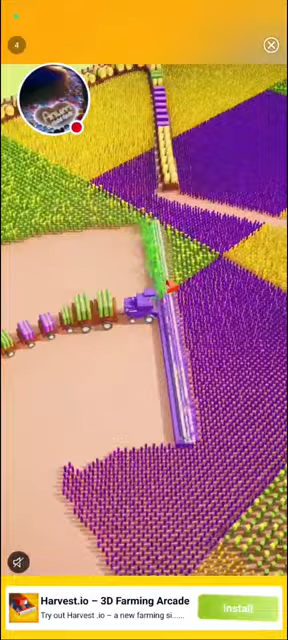 4
Harvest.io – 3D Farming Arcade
Try out Harvest .io – a new farming si......
Install